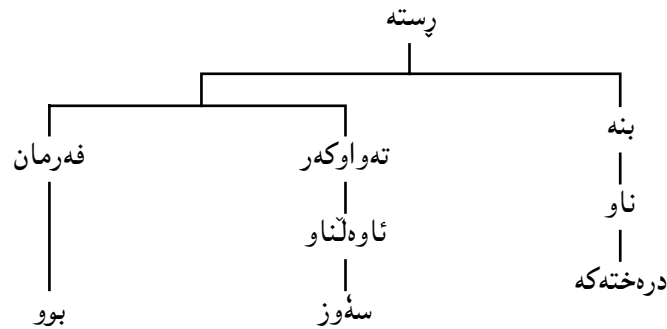 ڕستە
بنە
تەواوکەر
فەرمان
ناو
ئاوەڵناو
درەختەکە
سەوز
بوو